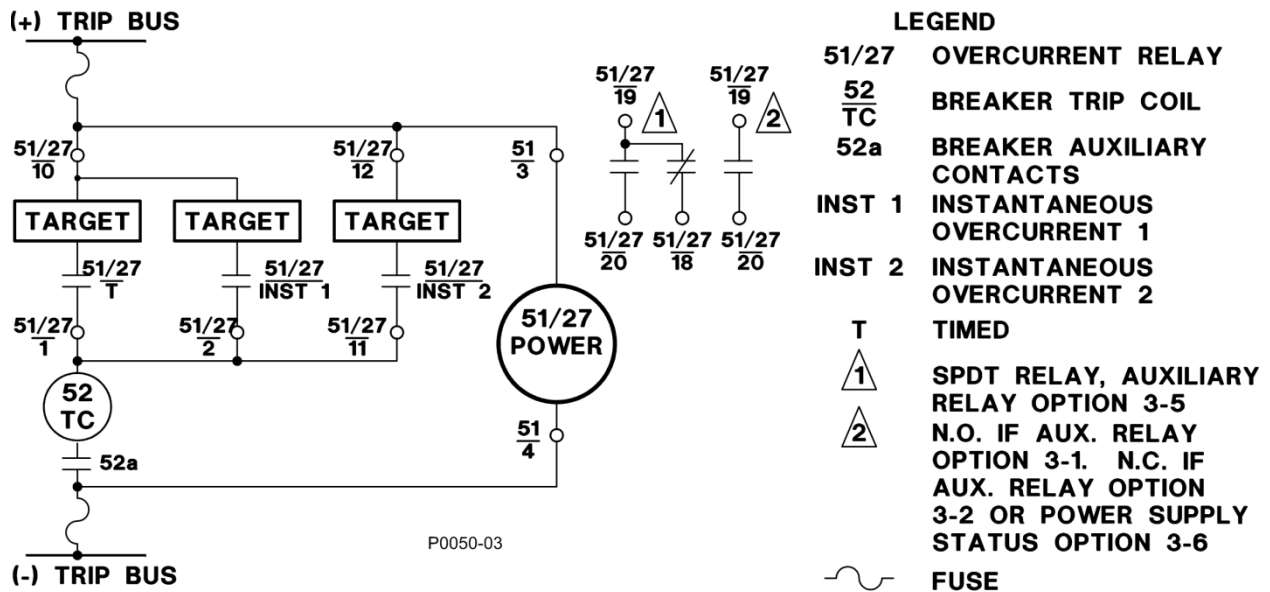 (+) TRIP BUS
51/27
10
51/27
12
51
3
TARGET
TARGET
TARGET
51/27
T
51/27
INST 1
51/27
INST 2
51/27
1
51/27
2
51/27
11
51/27
POWER
52
TC
52a
51
4
(-) TRIP BUS
P0050-03
51/27
19
1
51/27
19
2
51/27
20
51/27
18
51/27
20
LEGEND
51/27 OVERCURRENT RELAY
52
TC
BREAKER TRIP COIL
52a BREAKER AUXILIARY
CONTACTS
INST 1 INSTANTANEOUS
OVERCURRENT 1
INST 2 INSTANTANEOUS
OVERCURRENT 2
T TIMED
1 SPDT RELAY, AUXILIARY
RELAY OPTION 3-5
2 N.O. IF AUX. RELAY
OPTION 3-1. N.C. IF
AUX. RELAY OPTION
3-2 OR POWER SUPPLY
STATUS OPTION 3-6
FUSE